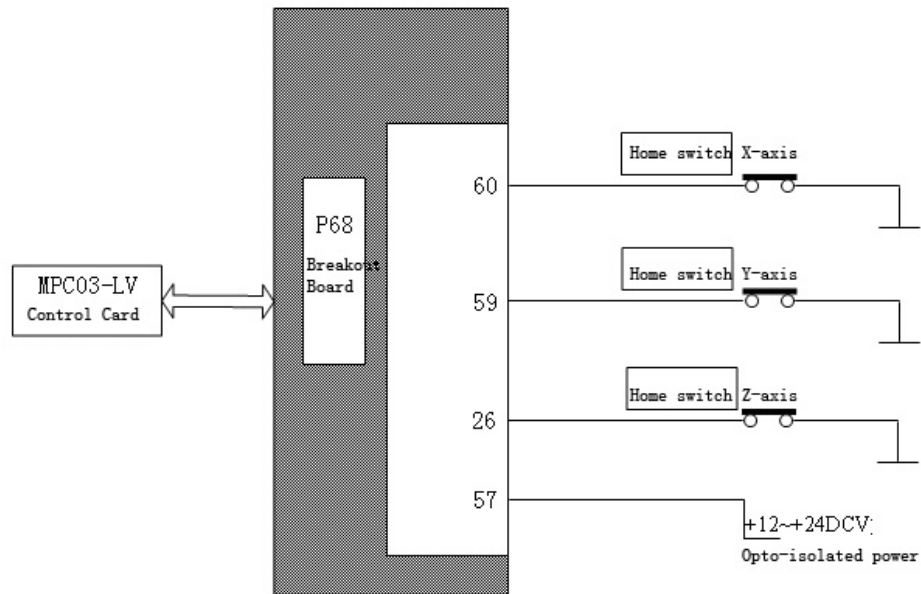 Home switch X-axis
60
P68
Breakout
Board
MPC03-LV
Control Card
Home switch Y-axis
59
Home switch Z-axis
26
57
+12~+24DCV;
Opto-isolated power